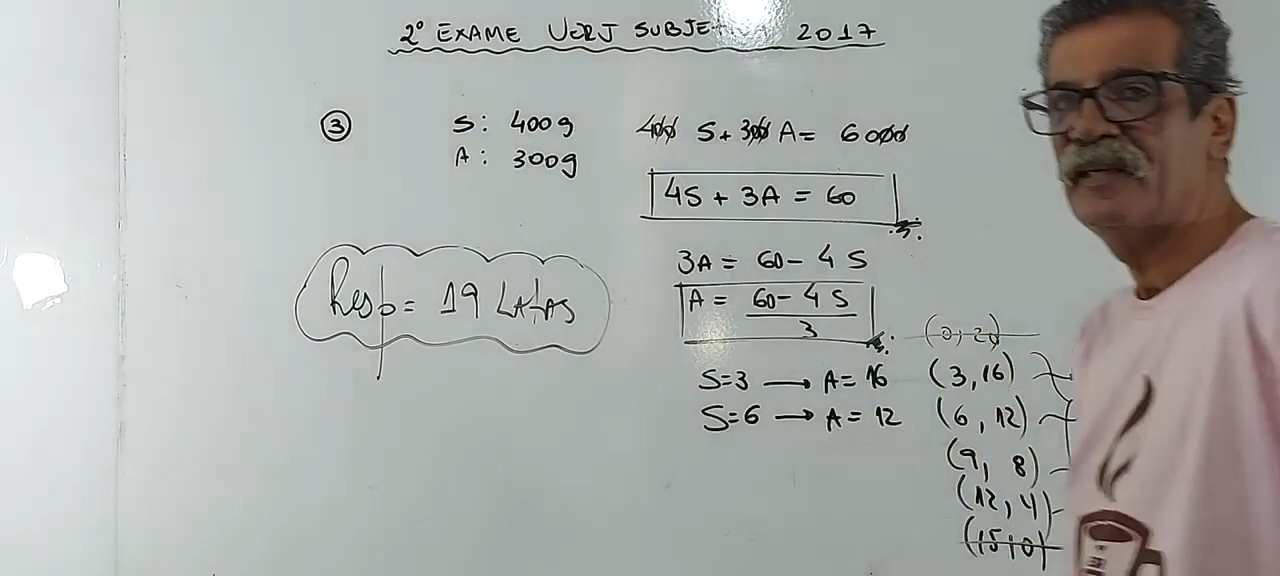 2º EXAME UERJ SUBJE 2017
③
S: 400g
A: 300g
400 S + 300 A = 6000
4S + 3A = 60
3A = 60 - 4S
A = 60 - 4S
3
S=3 → A=16
S=6 → A=12
(0, 20)
(3, 16)
(6, 12)
(9, 8)
(12, 4)
(15, 0)
Resp = 19 LATAS